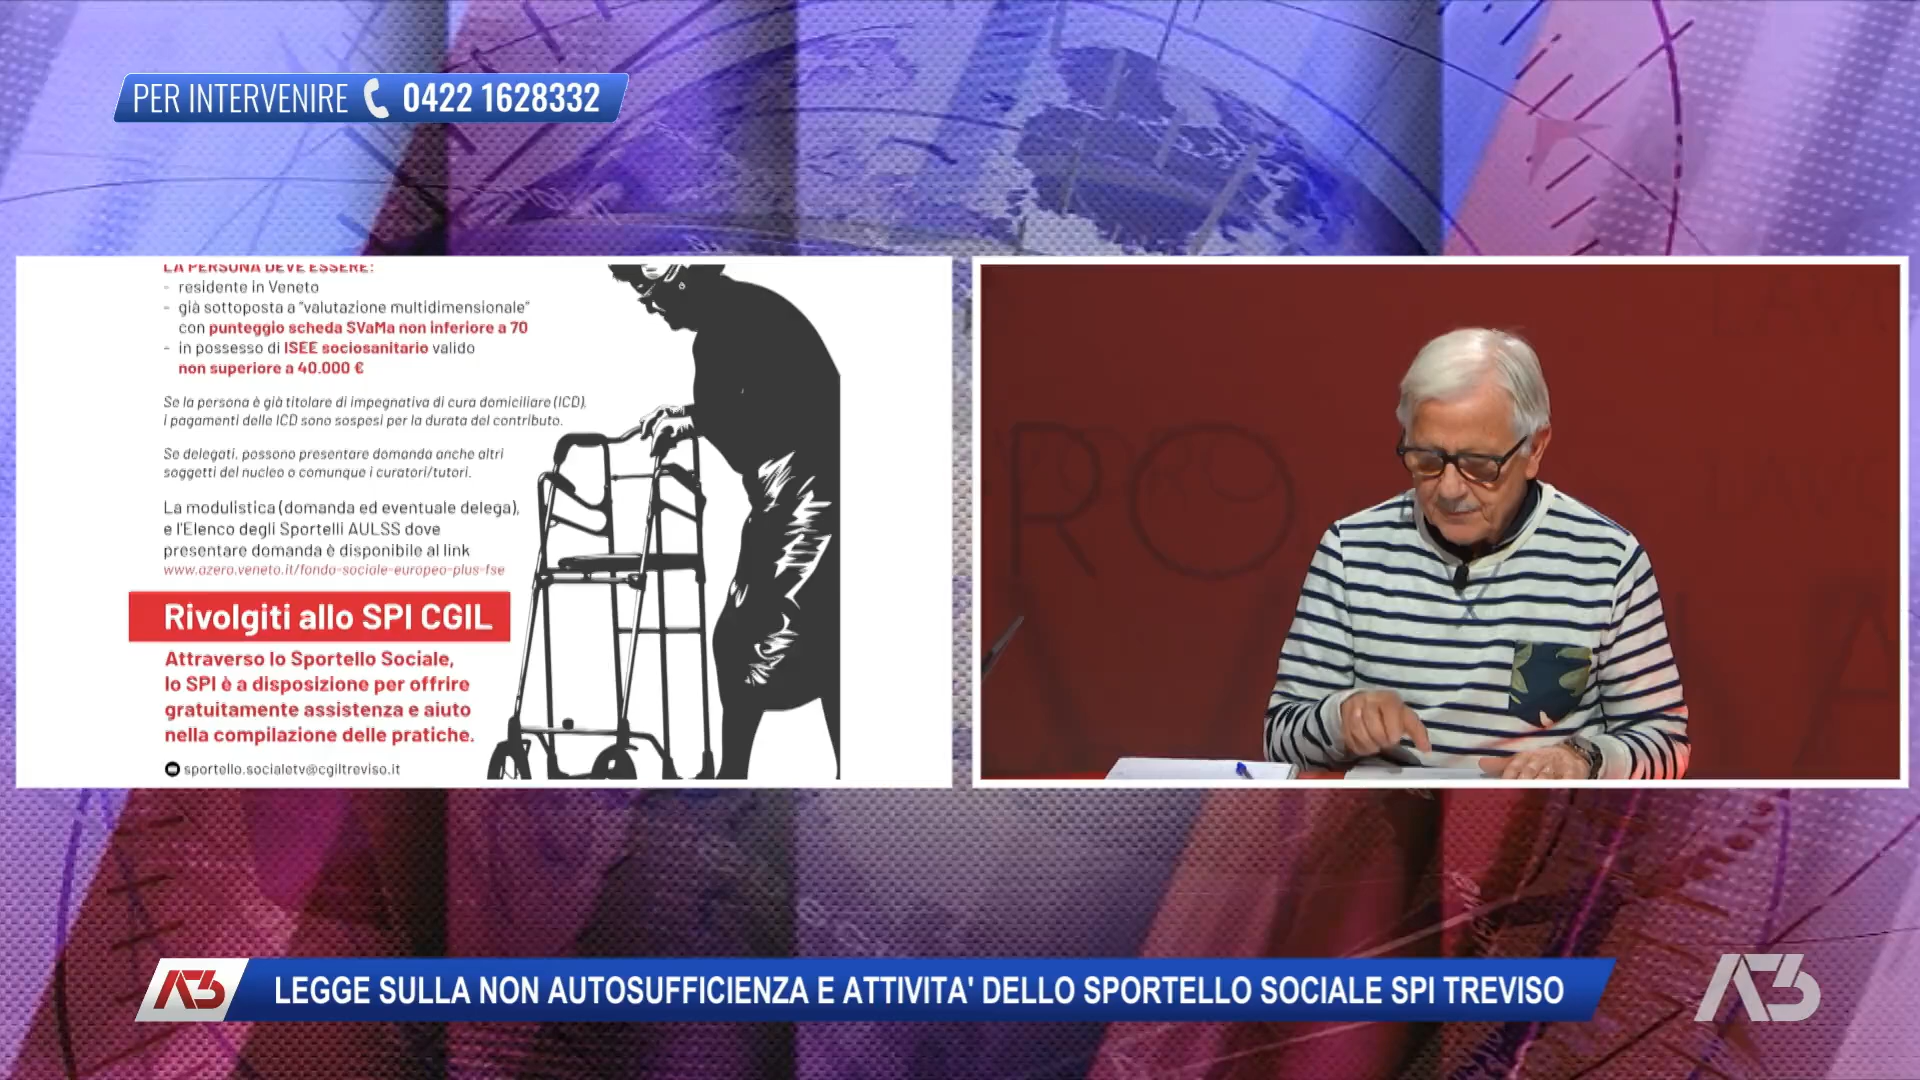 PER INTERVENIRE 0422 1628332
LA PERSONA DEVE ESSERE:
- residente in Veneto
- già sottoposta a "valutazione multidimensionale"
con punteggio scheda SVaMa non inferiore a 70
- in possesso di ISEE sociosanitario valido
non superiore a 40.000 €
Se la persona è già titolare di impegnativa di cura domiciliare (ICD),
i pagamenti delle ICD sono sospesi per la durata del contributo.
Se delegati, possono presentare domanda anche altri
soggetti del nucleo o comunque i curatori/tutori.
La modulistica (domanda ed eventuale delega),
e l'Elenco degli Sportelli AULSS dove
presentare domanda è disponibile al link
www.azero.veneto.it/fondo-sociale-europeo-plus-fse
Rivolgiti allo SPI CGIL
Attraverso lo Sportello Sociale,
lo SPI è a disposizione per offrire
gratuitamente assistenza e aiuto
nella compilazione delle pratiche.
sportello.socialetv@cgiltreviso.it
RO
A3 LEGGE SULLA NON AUTOSUFFICIENZA E ATTIVITA' DELLO SPORTELLO SOCIALE SPI TREVISO
A3